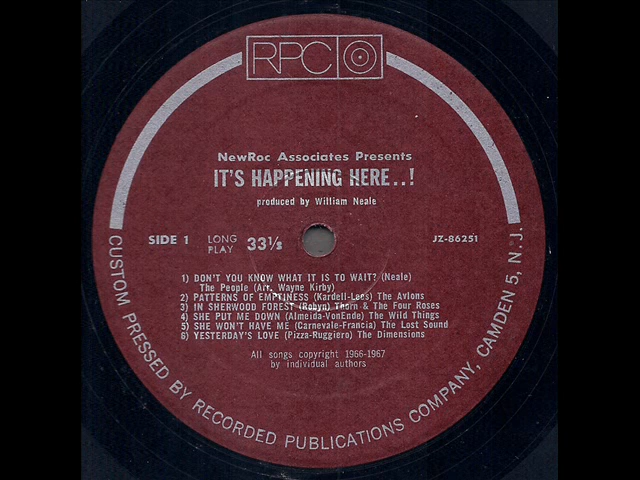 RPC
NewRoc Associates Presents
IT'S HAPPENING HERE..!
produced by William Neale
SIDE 1 LONG PLAY 33⅓ JZ-86251
1) DON'T YOU KNOW WHAT IT IS TO WAIT? (Neale)
The People (Arr. Wayne Kirby)
2) PATTERNS OF EMPTINESS (Kardell-Lees) The Avlons
3) IN SHERWOOD FOREST (Robyn) Thorn & The Four Roses
4) SHE PUT ME DOWN (Almeida-VonEnde) The Wild Things
5) SHE WON'T HAVE ME (Carnevale-Francia) The Lost Sound
6) YESTERDAY'S LOVE (Pizza-Ruggiero) The Dimensions
All songs copyright 1966-1967
by individual authors
CUSTOM PRESSED BY RECORDED PUBLICATIONS COMPANY, CAMDEN 5, N.J.